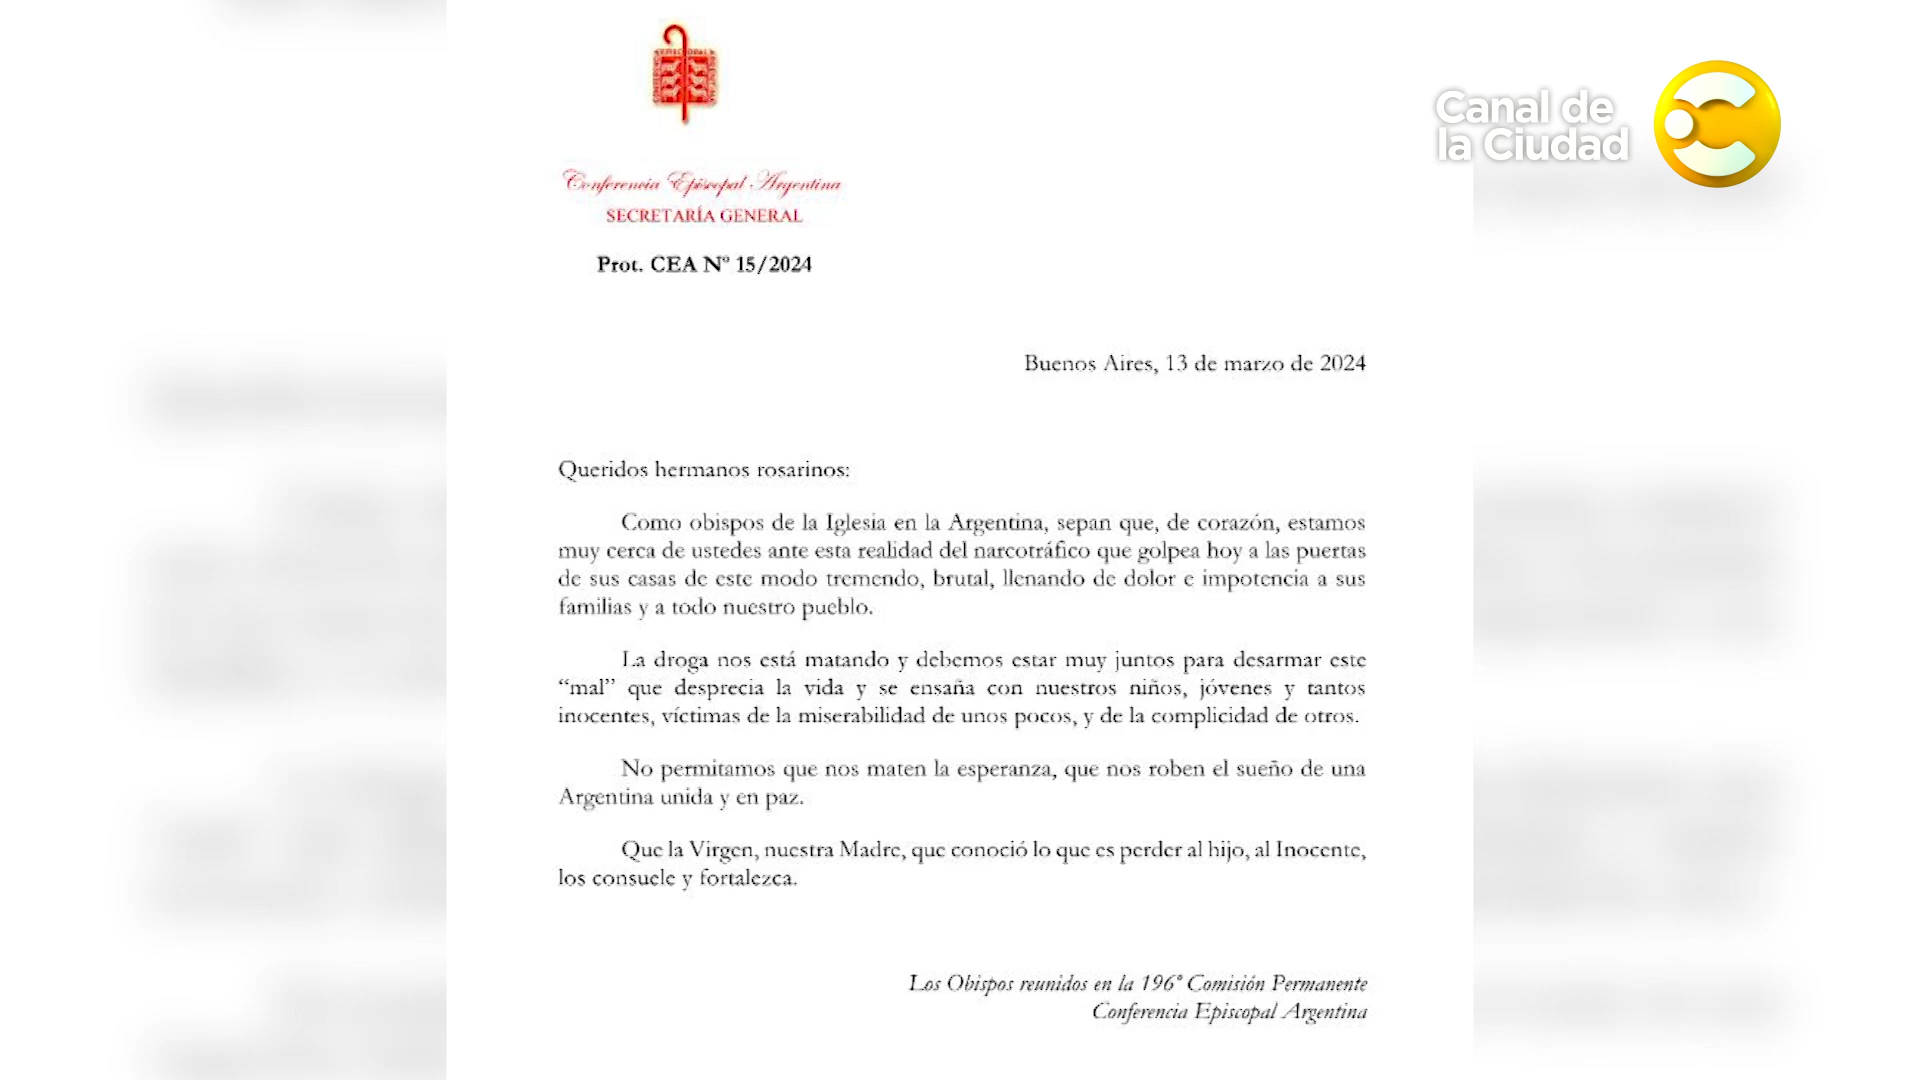 Canal de
la Ciudad
Conferencia Episcopal Argentina
SECRETARÍA GENERAL
Prot. CEA Nº 15/2024
Buenos Aires, 13 de marzo de 2024
Queridos hermanos rosarinos:
Como obispos de la Iglesia en la Argentina, sepan que, de corazón, estamos
muy cerca de ustedes ante esta realidad del narcotráfico que golpea hoy a las puertas
de sus casas de este modo tremendo, brutal, llenando de dolor e impotencia a sus
familias y a todo nuestro pueblo.
La droga nos está matando y debemos estar muy juntos para desarmar este
“mal” que desprecia la vida y se ensaña con nuestros niños, jóvenes y tantos
inocentes, víctimas de la miserabilidad de unos pocos, y de la complicidad de otros.
No permitamos que nos maten la esperanza, que nos roben el sueño de una
Argentina unida y en paz.
Que la Virgen, nuestra Madre, que conoció lo que es perder al hijo, al Inocente,
los consuele y fortalezca.
Los Obispos reunidos en la 196º Comisión Permanente
Conferencia Episcopal Argentina